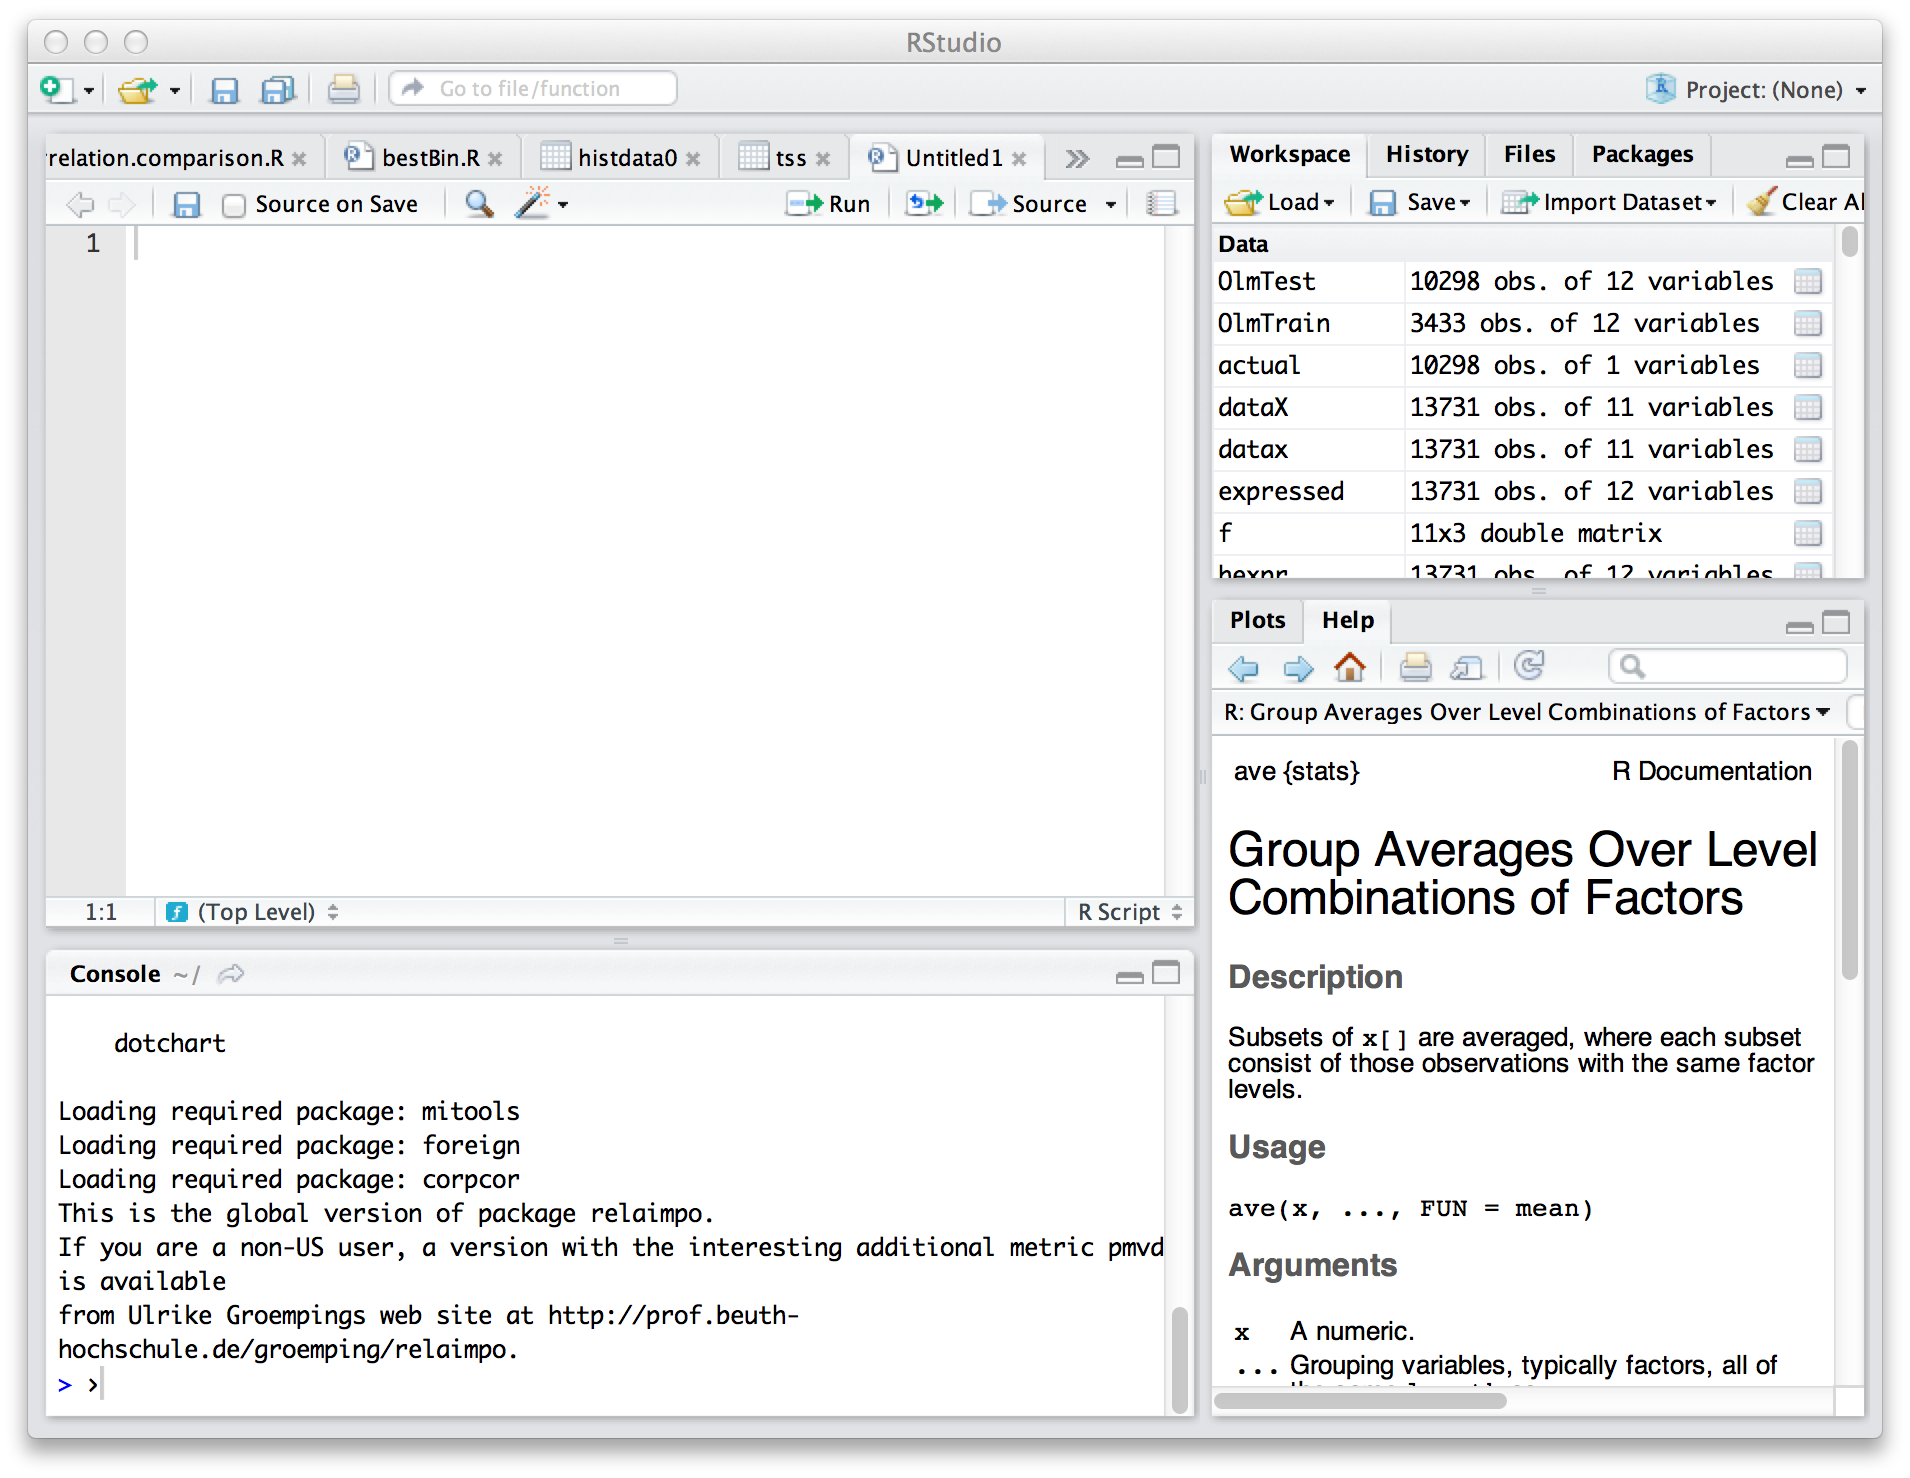 RStudio
Go to file/function
Project: (None)
relation.comparison.R
bestBin.R
histdata0
tss
Untitled1
Source on Save
Run
Source
1
1:1
(Top Level)
R Script
Console ~/
dotchart
Loading required package: mitools
Loading required package: foreign
Loading required package: corpcor
This is the global version of package relaimpo.
If you are a non-US user, a version with the interesting additional metric pmvd
is available
from Ulrike Groempings web site at http://prof.beuth-
hochschule.de/groemping/relaimpo.
> ›
Workspace
History
Files
Packages
Load
Save
Import Dataset
Clear Al
Data
OlmTest 10298 obs. of 12 variables
OlmTrain 3433 obs. of 12 variables
actual 10298 obs. of 1 variables
dataX 13731 obs. of 11 variables
datax 13731 obs. of 11 variables
expressed 13731 obs. of 12 variables
f 11x3 double matrix
hexpr 13731 obs. of 12 variables
Plots
Help
R: Group Averages Over Level Combinations of Factors
ave {stats} R Documentation
Group Averages Over Level
Combinations of Factors
Description
Subsets of x[] are averaged, where each subset
consist of those observations with the same factor
levels.
Usage
ave(x, ..., FUN = mean)
Arguments
x A numeric.
... Grouping variables, typically factors, all of